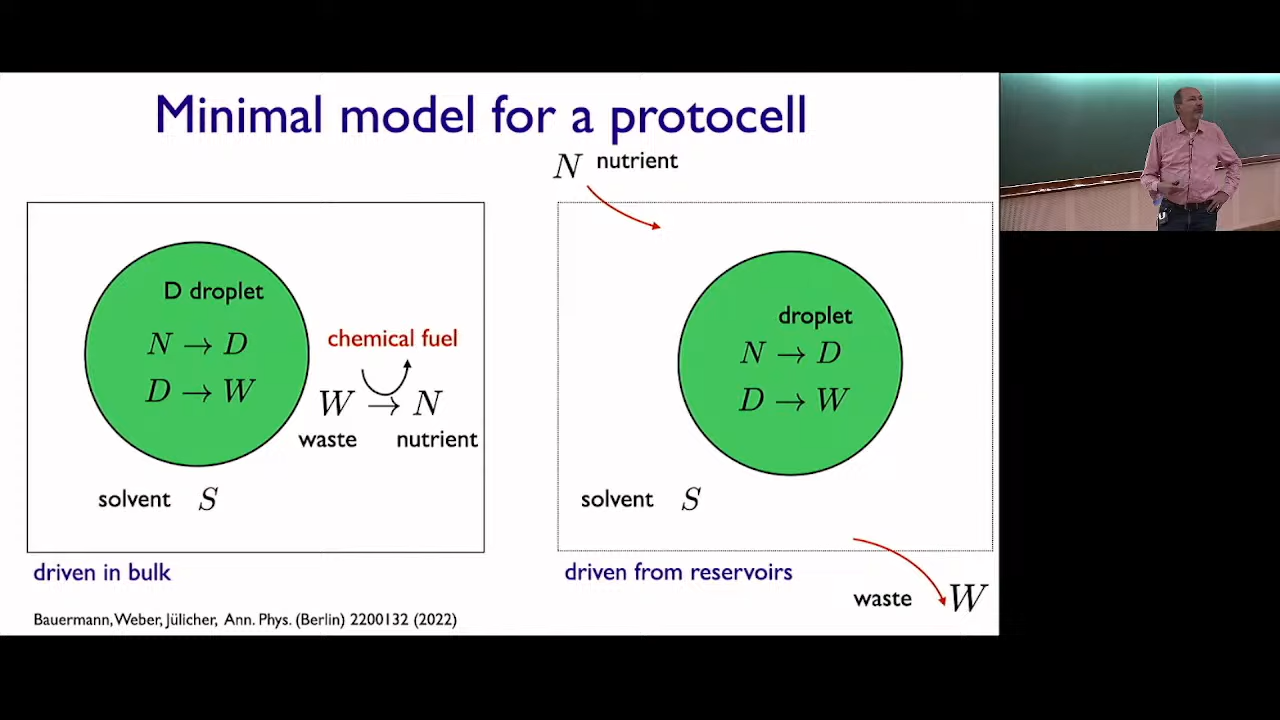 Minimal model for a protocell
N nutrient
D droplet
N → D
D → W
chemical fuel
W → N
waste nutrient
solvent S
driven in bulk
droplet
N → D
D → W
solvent S
driven from reservoirs
waste W
Bauermann, Weber, Jülicher, Ann. Phys. (Berlin) 2200132 (2022)